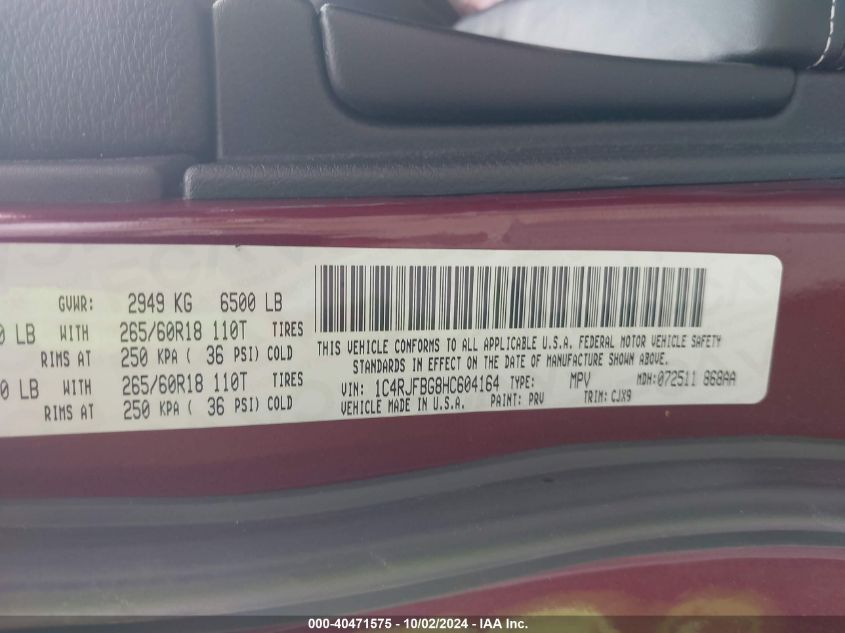 GVWR: 2949 KG 6500 LB
0 LB WITH 265/60R18 110T TIRES
RIMS AT 250 KPA ( 36 PSI) COLD
0 LB WITH 265/60R18 110T TIRES
RIMS AT 250 KPA ( 36 PSI) COLD
THIS VEHICLE CONFORMS TO ALL APPLICABLE U.S.A. FEDERAL MOTOR VEHICLE SAFETY
STANDARDS IN EFFECT ON THE DATE OF MANUFACTURE SHOWN ABOVE.
VIN: 1C4RJFBG8HC604164 TYPE: MPV MDH:072511 868AA
VEHICLE MADE IN U.S.A. PAINT: PRV TRIM: CJX9
000-40471575 - 10/02/2024 - IAA Inc.